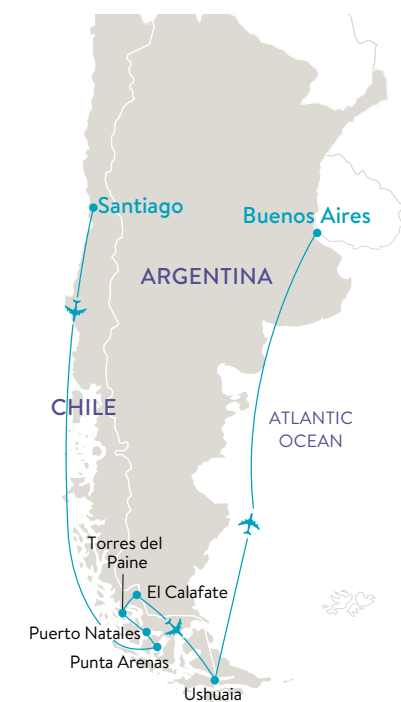 Santiago
Buenos Aires
ARGENTINA
CHILE
ATLANTIC
OCEAN
Torres del
Paine
El Calafate
Puerto Natales
Punta Arenas
Ushuaia